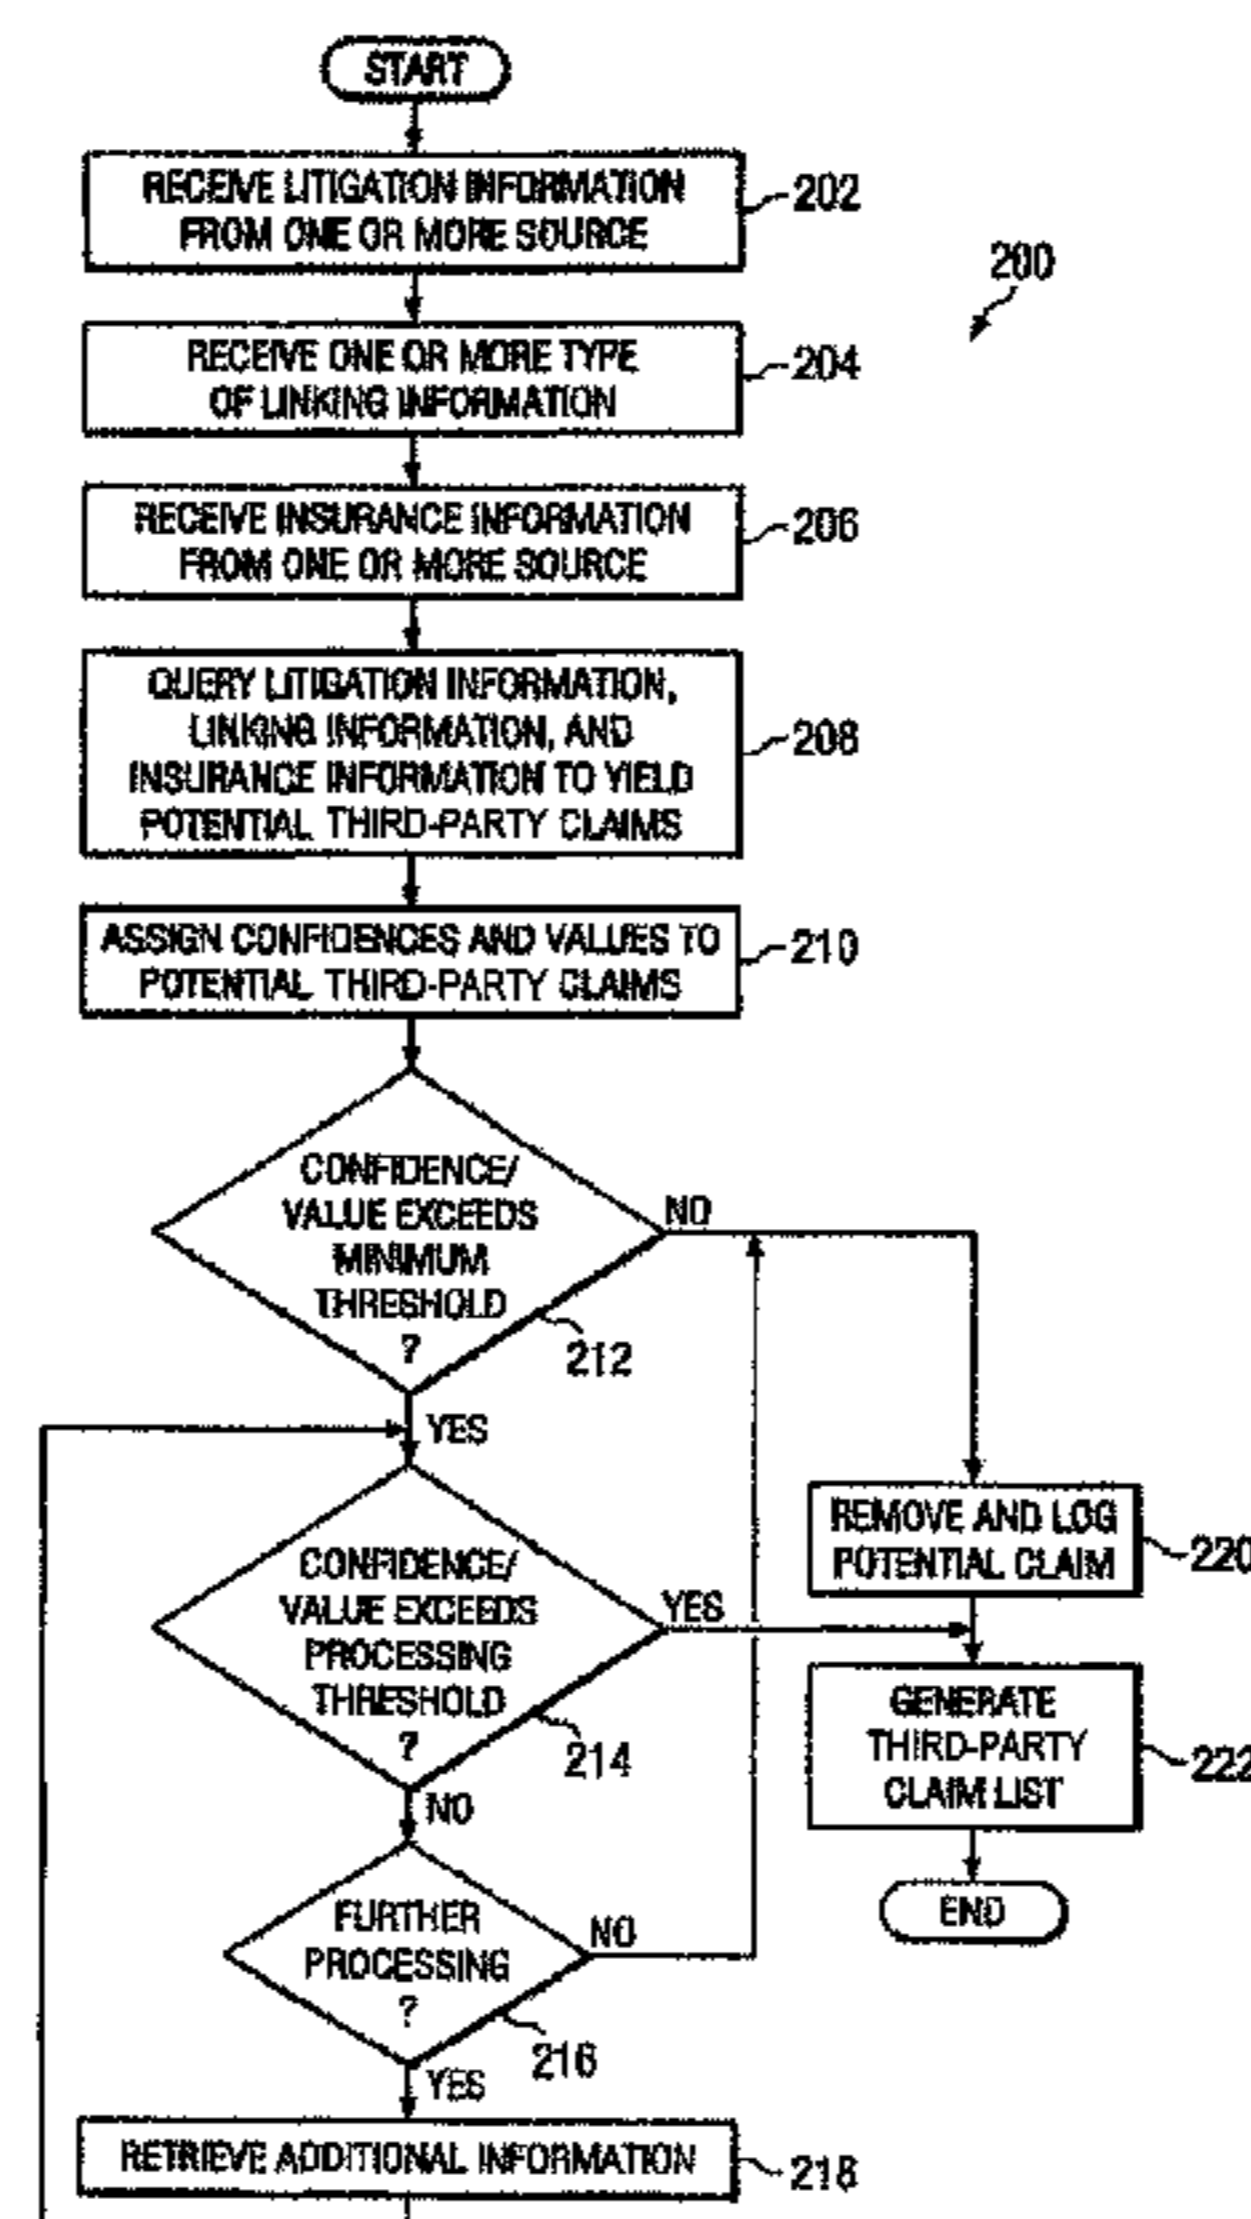 START
RECEIVE LITIGATION INFORMATION
FROM ONE OR MORE SOURCE
202
200
RECEIVE ONE OR MORE TYPE
OF LINKING INFORMATION
204
RECEIVE INSURANCE INFORMATION
FROM ONE OR MORE SOURCE
206
QUERY LITIGATION INFORMATION,
LINKING INFORMATION, AND
INSURANCE INFORMATION TO YIELD
POTENTIAL THIRD-PARTY CLAIMS
208
ASSIGN CONFIDENCES AND VALUES TO
POTENTIAL THIRD-PARTY CLAIMS
210
CONFIDENCE/
VALUE EXCEEDS
MINIMUM
THRESHOLD
?
NO
212
YES
CONFIDENCE/
VALUE EXCEEDS
PROCESSING
THRESHOLD
?
YES
214
NO
REMOVE AND LOG
POTENTIAL CLAIM
220
GENERATE
THIRD-PARTY
CLAIM LIST
222
END
FURTHER
PROCESSING
?
NO
216
YES
RETRIEVE ADDITIONAL INFORMATION
218